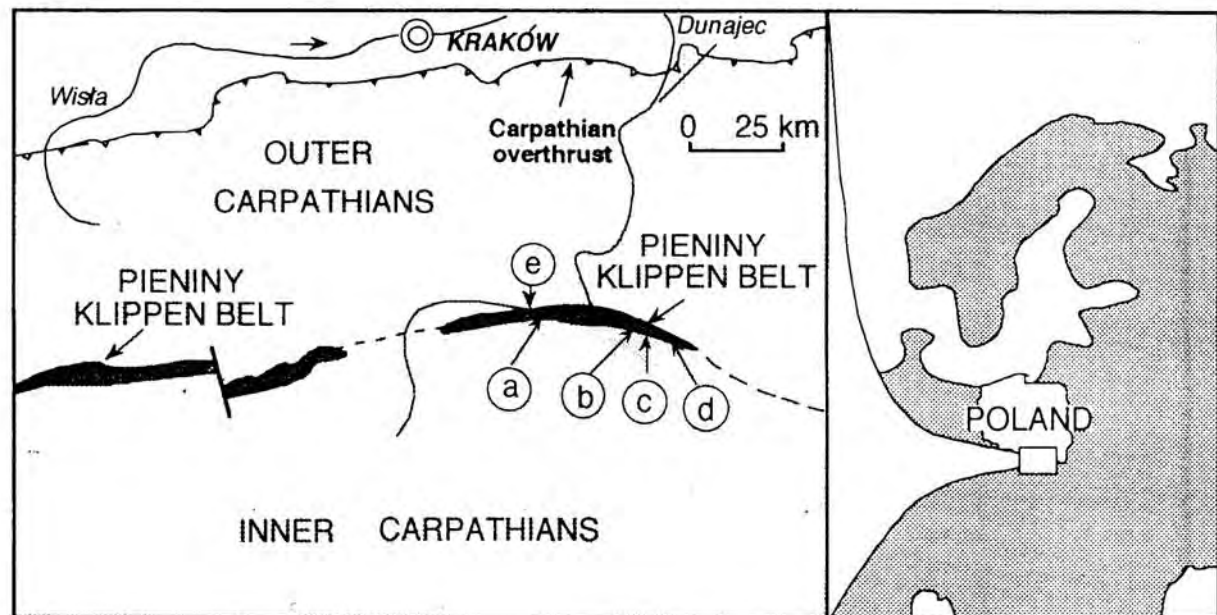 Dunajec
KRAKÓW
Wisła
Carpathian
overthrust
0 25 km
OUTER
CARPATHIANS
PIENINY
KLIPPEN BELT
e
PIENINY
KLIPPEN BELT
a
b
c
d
POLAND
INNER CARPATHIANS